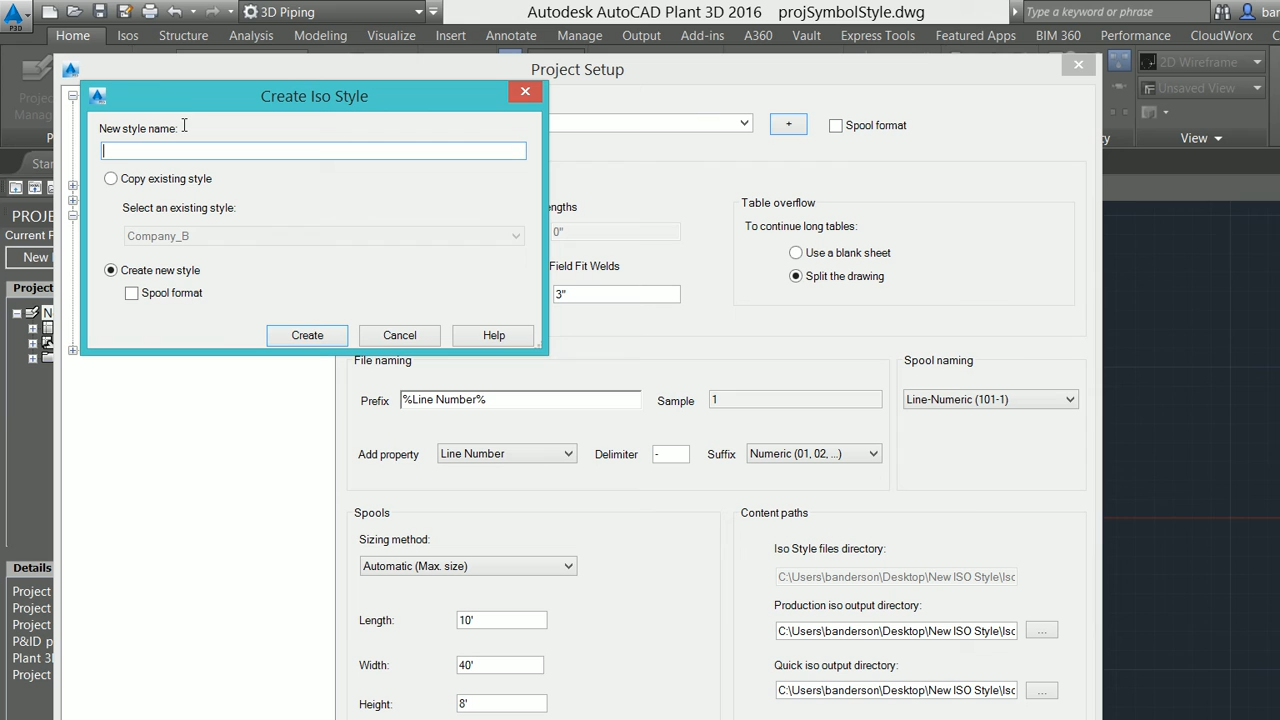 P3D
3D Piping
Autodesk AutoCAD Plant 3D 2016 projSymbolStyle.dwg
Type a keyword or phrase
Home Isos Structure Analysis Modeling Visualize Insert Annotate Manage Output Add-ins A360 Vault Express Tools Featured Apps BIM 360 Performance CloudWorx
2D Wireframe
Unsaved View
View
Project Setup
Create Iso Style
New style name:
Copy existing style
Select an existing style:
Company_B
Create new style
Spool format
Create Cancel Help
+
Spool format
0"
Field Fit Welds
3"
Table overflow
To continue long tables:
Use a blank sheet
Split the drawing
File naming
Prefix %Line Number% Sample 1
Add property Line Number Delimiter - Suffix Numeric (01, 02, ...)
Spool naming
Line-Numeric (101-1)
Spools
Sizing method:
Automatic (Max. size)
Length: 10'
Width: 40'
Height: 8'
Content paths
Iso Style files directory:
C:\Users\banderson\Desktop\New ISO Style\Isc
Production iso output directory:
C:\Users\banderson\Desktop\New ISO Style\Isc ...
Quick iso output directory:
C:\Users\banderson\Desktop\New ISO Style\Isc ...
Details
Project
Project
Project
P&ID p
Plant 3
Project